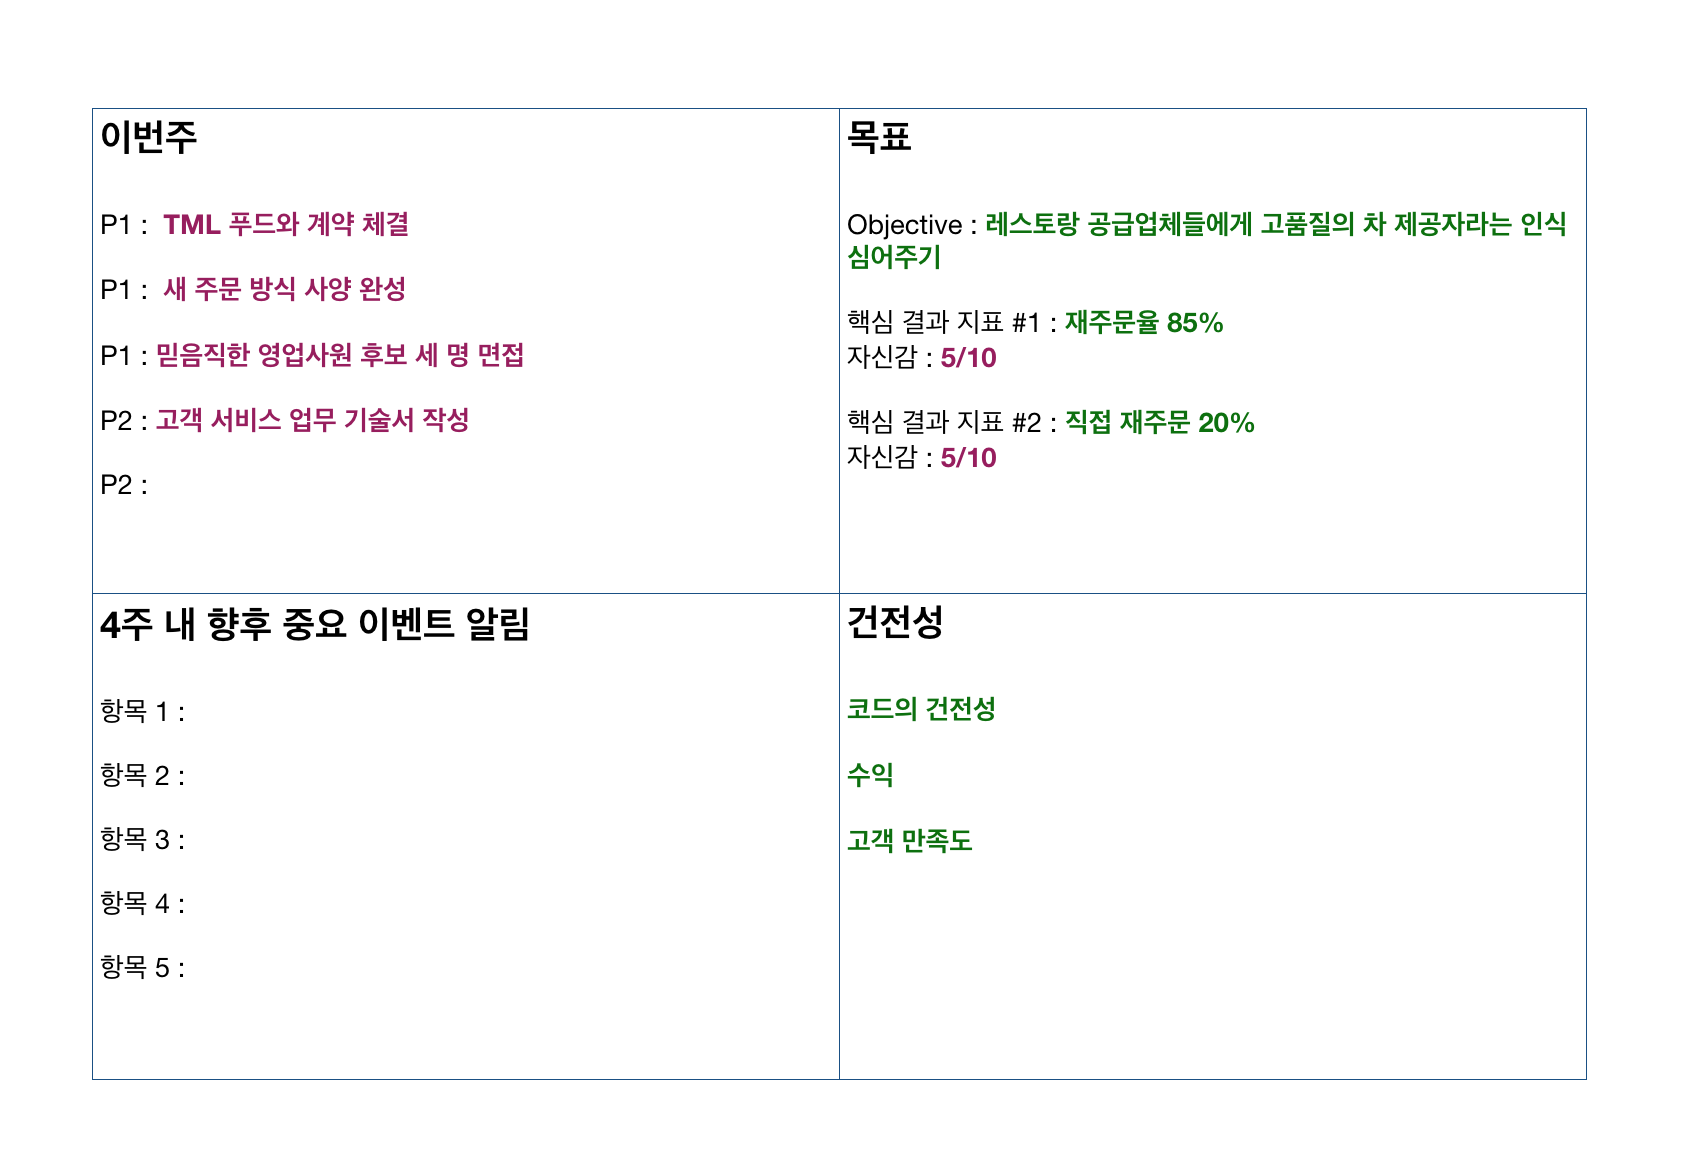 이번주
P1 : TML 푸드와 계약 체결
P1 : 새 주문 방식 사양 완성
P1 : 믿음직한 영업사원 후보 세 명 면접
P2 : 고객 서비스 업무 기술서 작성
P2 :
목표
Objective : 레스토랑 공급업체들에게 고품질의 차 제공자라는 인식
심어주기
핵심 결과 지표 #1 : 재주문율 85%
자신감 : 5/10
핵심 결과 지표 #2 : 직접 재주문 20%
자신감 : 5/10
4주 내 향후 중요 이벤트 알림
항목 1 :
항목 2 :
항목 3 :
항목 4 :
항목 5 :
건전성
코드의 건전성
수익
고객 만족도